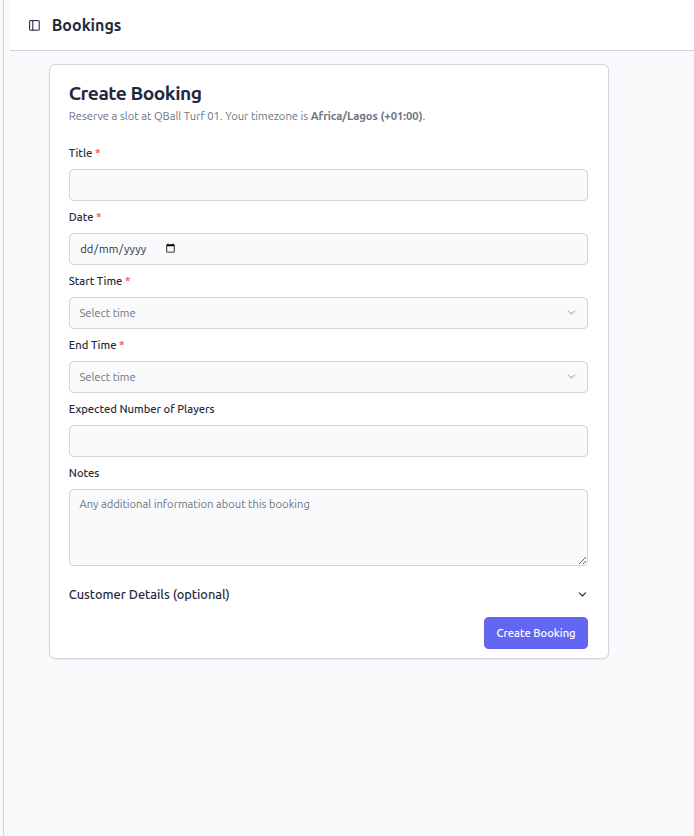 Bookings
Create Booking
Reserve a slot at QBall Turf 01. Your timezone is Africa/Lagos (+01:00).
Title *
Date *
dd/mm/yyyy
Start Time *
Select time
End Time *
Select time
Expected Number of Players
Notes
Any additional information about this booking
Customer Details (optional)
Create Booking